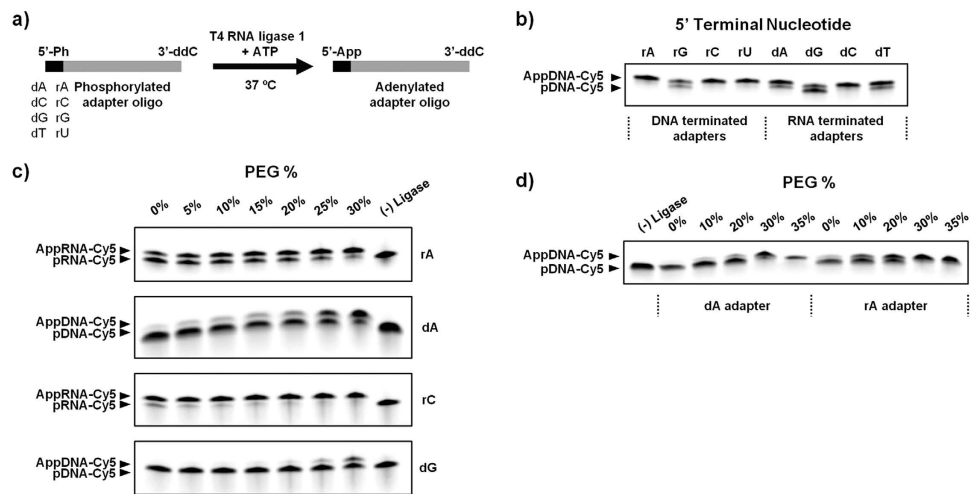 a)
T4 RNA ligase 1
+ ATP
37 ºC
5'-Ph
3'-ddC
dA rA Phosphorylated
dC rC adapter oligo
dG rG
dT rU
5'-App
3'-ddC
Adenylated
adapter oligo
b)
5' Terminal Nucleotide
rA rG rC rU dA dG dC dT
AppDNA-Cy5
pDNA-Cy5
DNA terminated
adapters
RNA terminated
adapters
c)
PEG %
0% 5% 10% 15% 20% 25% 30% (-) Ligase
AppRNA-Cy5
pRNA-Cy5
rA
AppDNA-Cy5
pDNA-Cy5
dA
AppRNA-Cy5
pRNA-Cy5
rC
AppDNA-Cy5
pDNA-Cy5
dG
d)
PEG %
(-) Ligase 0% 10% 20% 30% 35% 0% 10% 20% 30% 35%
AppDNA-Cy5
pDNA-Cy5
dA adapter
rA adapter